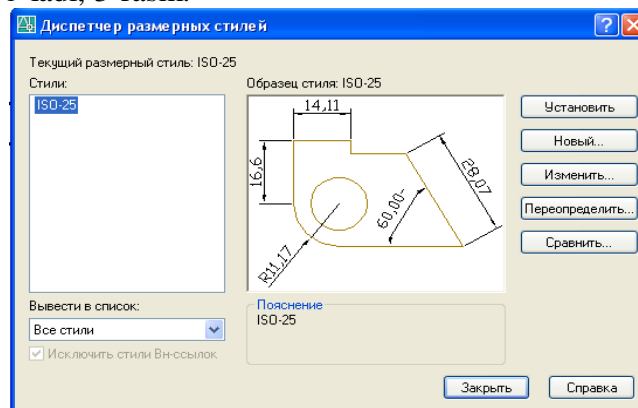 Диспетчер размерных стилей
Текущий размерный стиль: ISO-25
Стили:
ISO-25
Образец стиля: ISO-25
14,11
16,6
28,07
60,00
R11,17
Установить
Новый...
Изменить...
Переопределить...
Сравнить...
Вывести в список:
Все стили
Исключить стили Вн-ссылок
Пояснение
ISO-25
Закрыть
Справка